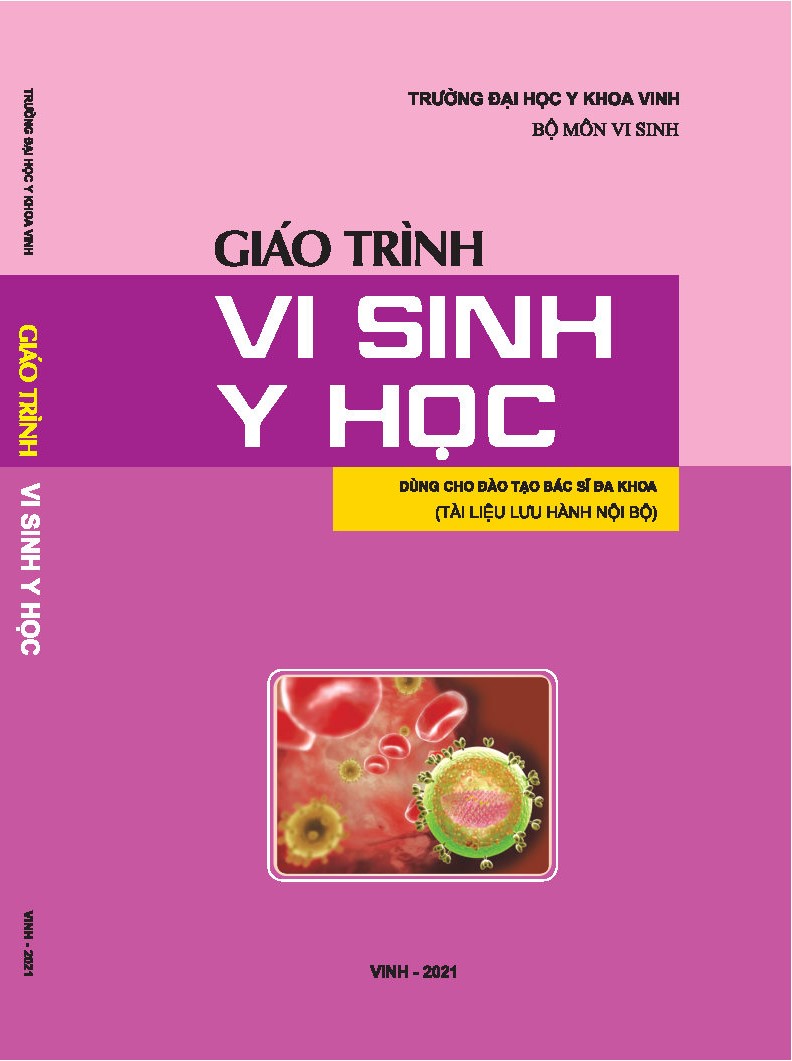 TRƯỜNG ĐẠI HỌC Y KHOA VINH
BỘ MÔN VI SINH
GIÁO TRÌNH
VI SINH
Y HỌC
DÙNG CHO ĐÀO TẠO BÁC SĨ ĐA KHOA
(TÀI LIỆU LƯU HÀNH NỘI BỘ)
VINH - 2021
TRƯỜNG ĐẠI HỌC Y KHOA VINH
GIÁO TRÌNH VI SINH Y HỌC
VINH - 2021